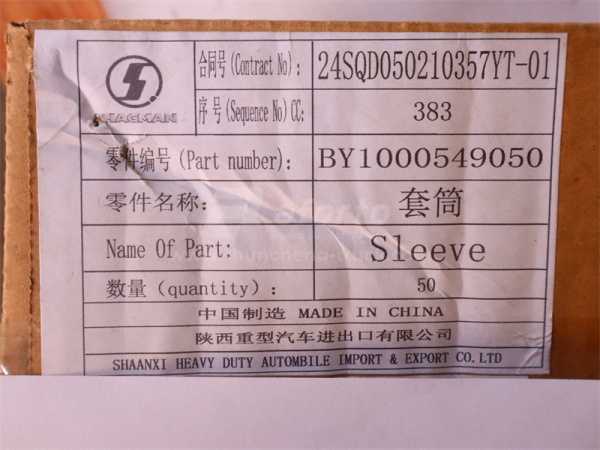 合同号(Contract No): 24SQD050210357YT-01
SHACMAN
序号(Sequence No)CC: 383
零件编号(Part number): BY1000549050
零件名称: 套筒
Name Of Part: Sleeve
数量(quantity): 50
中国制造 MADE IN CHINA
陕西重型汽车进出口有限公司
SHAANXI HEAVY DUTY AUTOMBILE IMPORT & EXPORT CO.LTD